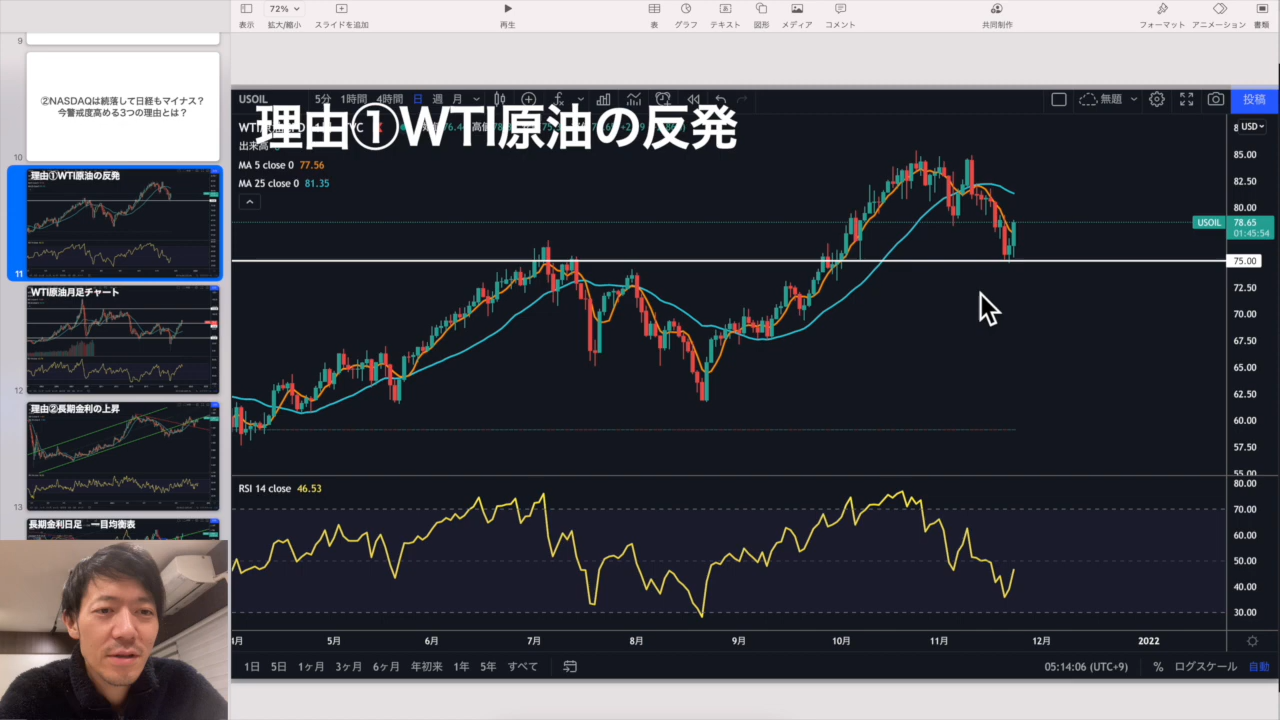 72%
表示
拡大/縮小
スライドを追加
再生
表
グラフ
テキスト
図形
メディア
コメント
共同制作
フォーマット
アニメーション
書類
9
②NASDAQは続落して日経もマイナス?
今警戒度高める3つの理由とは?
10
理由①WTI原油の反発
11
WTI原油月足チャート
12
理由②長期金利の上昇
13
長期金利日足 一目均衡表
USOIL
5分 1時間 4時間 日 週 月
無題
投稿
理由①WTI原油の反発
MA 5 close 0 77.56
MA 25 close 0 81.35
USD
85.00
82.50
80.00
USOIL 78.65
01:45:54
75.00
72.50
70.00
67.50
65.00
62.50
60.00
57.50
55.00
RSI 14 close 46.53
80.00
70.00
60.00
50.00
40.00
30.00
5月 6月 7月 8月 9月 10月 11月 12月 2022
1日 5日 1ヶ月 3ヶ月 6ヶ月 年初来 1年 5年 すべて
05:14:06 (UTC+9)
% ログスケール 自動